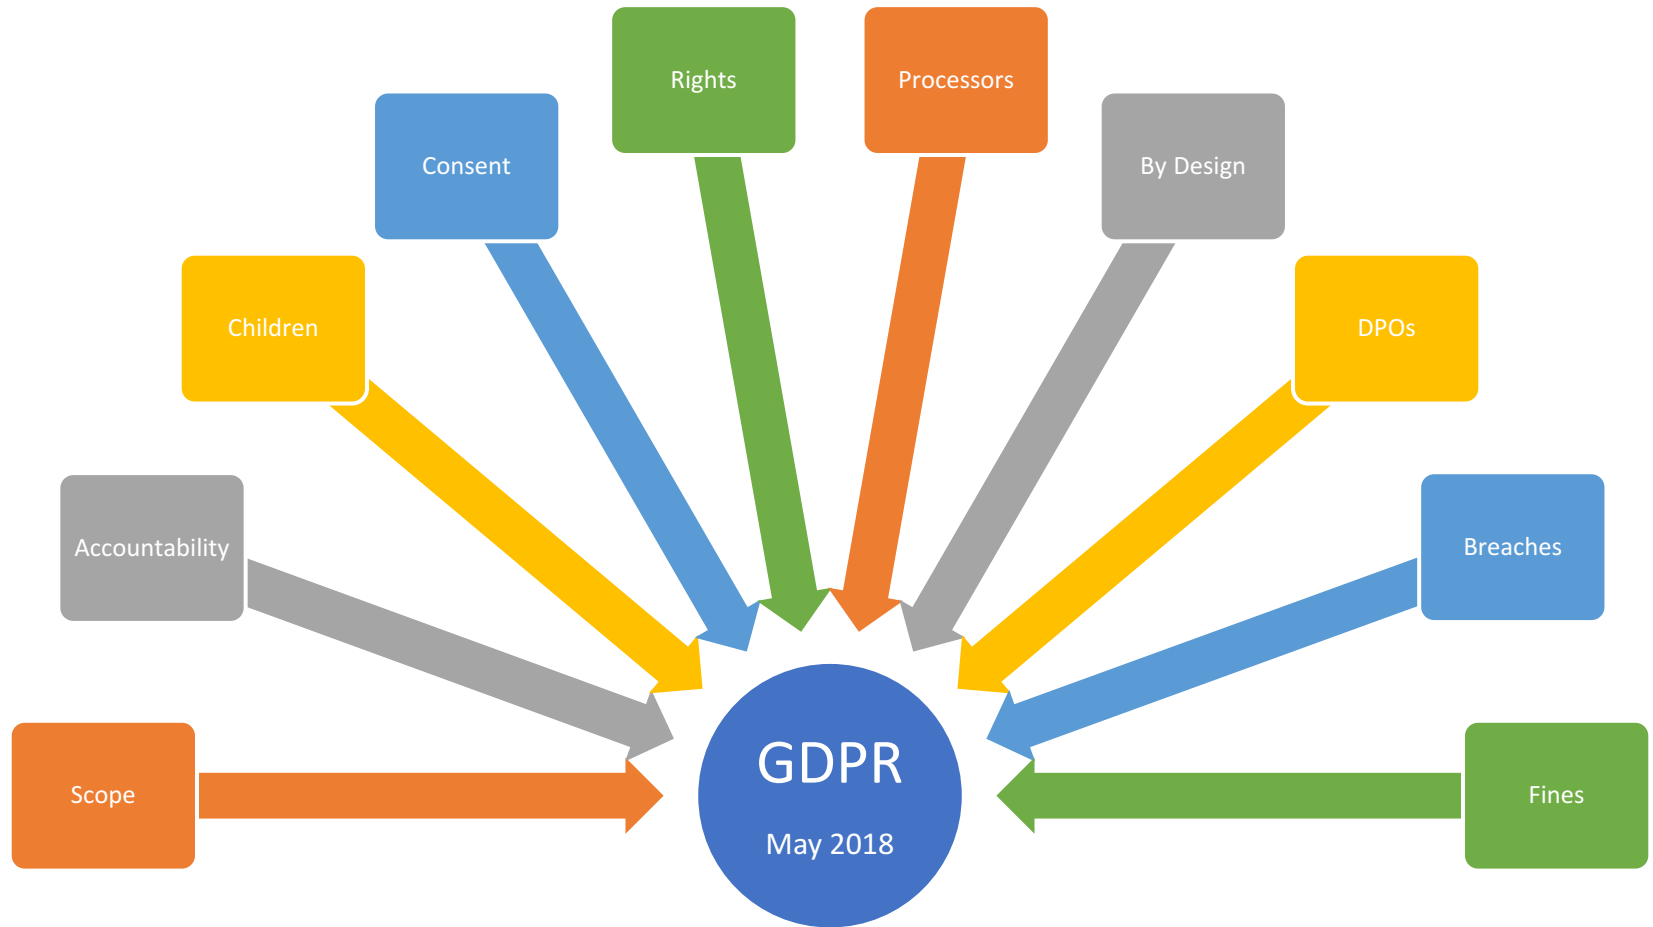 Rights
Processors
Consent
By Design
Children
DPOs
Accountability
Breaches
Scope
GDPR
May 2018
Fines